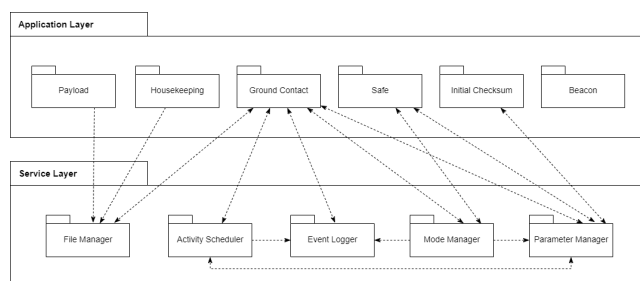 Application Layer
Payload
Housekeeping
Ground Contact
Safe
Initial Checksum
Beacon
Service Layer
File Manager
Activity Scheduler
Event Logger
Mode Manager
Parameter Manager